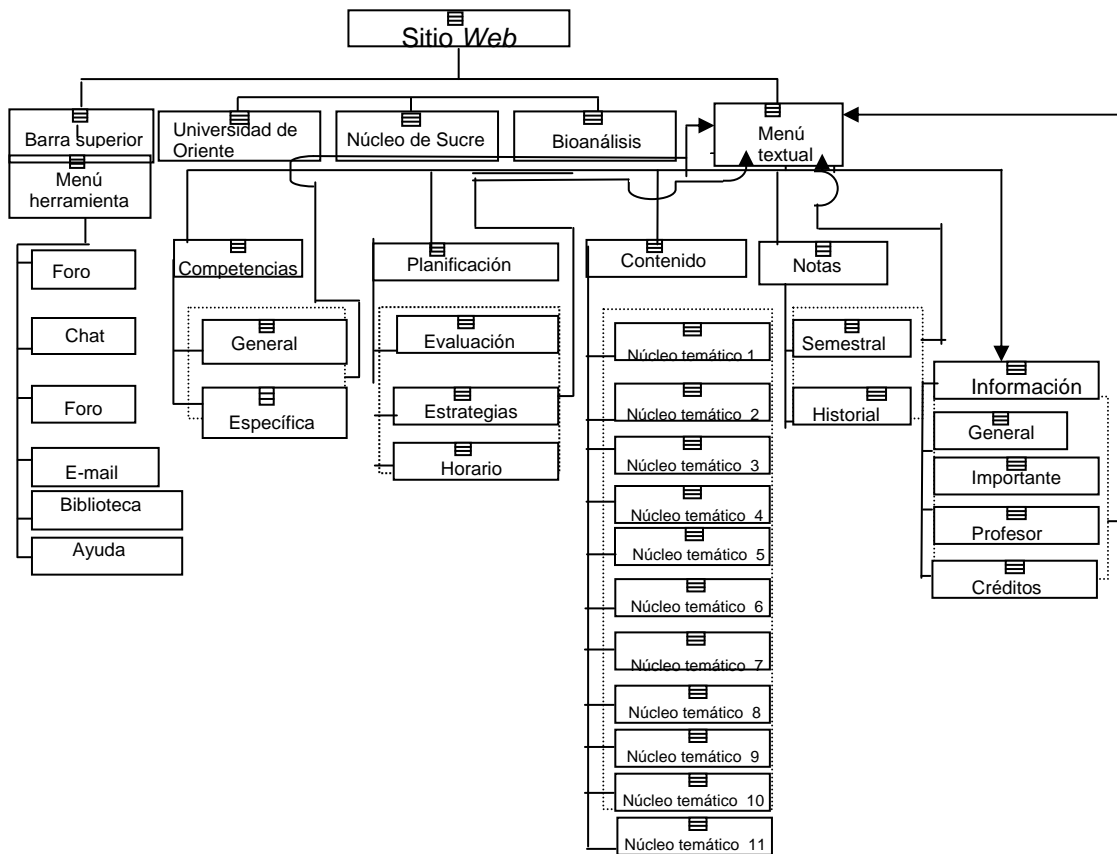 Sitio Web
Barra superior
Universidad de
Oriente
Núcleo de Sucre
Bioanálisis
Menú
textual
Menú
herramienta
Foro
Chat
Foro
E-mail
Biblioteca
Ayuda
Competencias
General
Específica
Planificación
Evaluación
Estrategias
Horario
Contenido
Núcleo temático 1
Núcleo temático 2
Núcleo temático 3
Núcleo temático 4
Núcleo temático 5
Núcleo temático 6
Núcleo temático 7
Núcleo temático 8
Núcleo temático 9
Núcleo temático 10
Núcleo temático 11
Notas
Semestral
Historial
Información
General
Importante
Profesor
Créditos